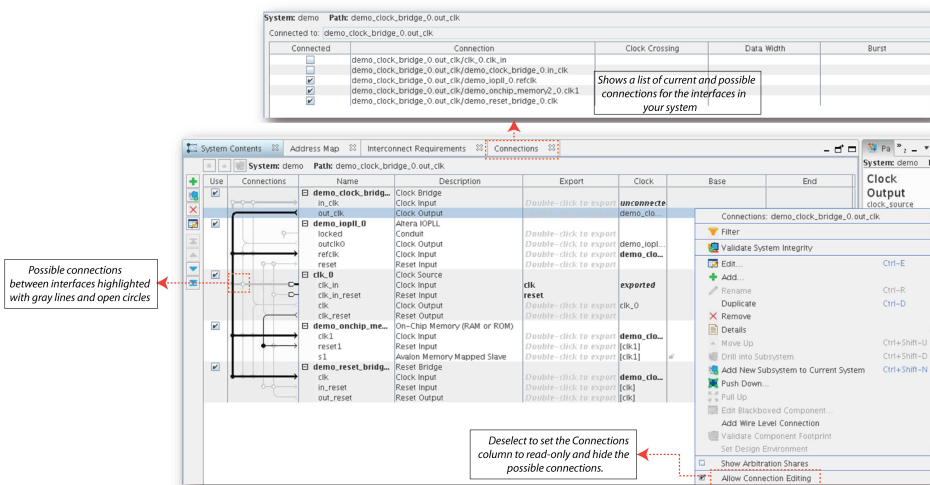 System: demo Path: demo_clock_bridge_0.out_clk
Connected to: demo_clock_bridge_0.out_clk
Connected Connection Clock Crossing Data Width Burst
demo_clock_bridge_0.out_clk/clk_0.clk_in
demo_clock_bridge_0.out_clk/demo_clock_bridge_0.in_clk
demo_clock_bridge_0.out_clk/demo_iopll_0.refclk
demo_clock_bridge_0.out_clk/demo_onchip_memory2_0.clk1
demo_clock_bridge_0.out_clk/demo_reset_bridge_0.clk
Shows a list of current and possible
connections for the interfaces in
your system
System Contents Address Map Interconnect Requirements Connections
Pa
System: demo Path: demo_clock_bridge_0.out_clk
System: demo
Use Connections Name Description Export Clock Base End
Clock
Output
clock_source
demo_clock_bridg... Clock Bridge
in_clk Clock Input Double-click to export unconnecte
out_clk Clock Output demo_clo...
demo_iopll_0 Altera IOPLL
locked Conduit Double-click to export
outclk0 Clock Output Double-click to export demo_iopl...
refclk Clock Input Double-click to export demo_clo...
reset Reset Input Double-click to export
clk_0 Clock Source
clk_in Clock Input clk exported
clk_in_reset Reset Input reset
clk Clock Output Double-click to export clk_0
clk_reset Reset Output Double-click to export
demo_onchip_me... On-Chip Memory (RAM or ROM)
clk1 Clock Input Double-click to export demo_clo...
reset1 Reset Input Double-click to export [clk1]
s1 Avalon Memory Mapped Slave Double-click to export [clk1]
demo_reset_bridg... Reset Bridge
clk Clock Input Double-click to export demo_clo...
in_reset Reset Input Double-click to export [clk]
out_reset Reset Output Double-click to export [clk]
Connections: demo_clock_bridge_0.out_clk
Filter
Validate System Integrity
Edit... Ctrl-E
Add...
Rename Ctrl-R
Duplicate Ctrl-D
Remove
Details
Move Up Ctrl+Shift-U
Drill into Subsystem Ctrl+Shift-D
Add New Subsystem to Current System Ctrl+Shift-N
Push Down...
Pull Up
Edit Blackboxed Component...
Add Wire Level Connection
Validate Component Footprint
Set Design Environment
Show Arbitration Shares
Allow Connection Editing
Possible connections
between interfaces highlighted
with gray lines and open circles
Deselect to set the Connections
column to read-only and hide the
possible connections.